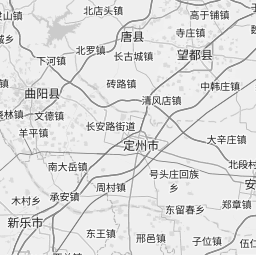 北店头镇
高于铺镇
唐县
寺庄镇
北罗镇
长古城镇
望都县
下河镇
砖路镇
中韩庄镇
曲阳县
清风店镇
文德镇
羊平镇
长安路街道
大辛庄镇
定州市
北段村
南大岳镇
号头庄回族
乡
周村镇
承安镇
木村乡
东留春乡
郑章镇
新乐市
东王镇
邢邑镇
子位镇